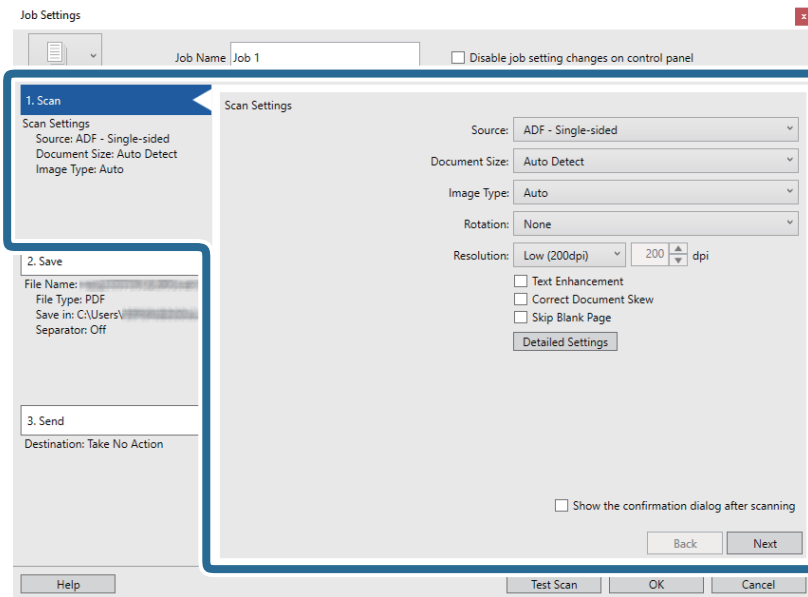 Job Settings
x
Job Name Job 1
Disable job setting changes on control panel
1. Scan
Scan Settings
Source: ADF - Single-sided
Document Size: Auto Detect
Image Type: Auto
2. Save
File Name:
File Type: PDF
Save in: C:\Users\
Separator: Off
3. Send
Destination: Take No Action
Scan Settings
Source: ADF - Single-sided
Document Size: Auto Detect
Image Type: Auto
Rotation: None
Resolution: Low (200dpi) 200 dpi
Text Enhancement
Correct Document Skew
Skip Blank Page
Detailed Settings
Show the confirmation dialog after scanning
Back Next
Help Test Scan OK Cancel